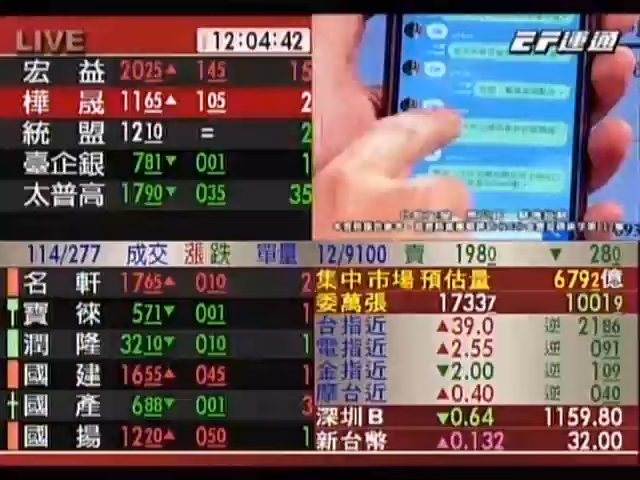 LIVE 12:04:42
EF運通
宏益 2025▲ 145 15
樺晟 1165▲ 105 2
統盟 1210 = 2
臺企銀 781▼ 001 1
太普高 1790▼ 035 35
114/277 成交 漲跌 單量
12/9100 賣 1980 ▼ 280
名軒 1765▲ 010 2
寶徠 571▼ 001 1
潤隆 3210▼ 010 1
國建 1655▲ 045 1
國產 688▼ 001 3
國揚 1220▲ 050 1
集中市場預估量 6792億
委萬張 17337 10019
台指近 ▲39.0 逆 2186
電指近 ▲2.55 逆 091
金指近 ▼2.00 逆 109
摩台近 ▲0.40 逆 040
深圳B ▼0.64 1159.80
新台幣 ▲0.132 32.00